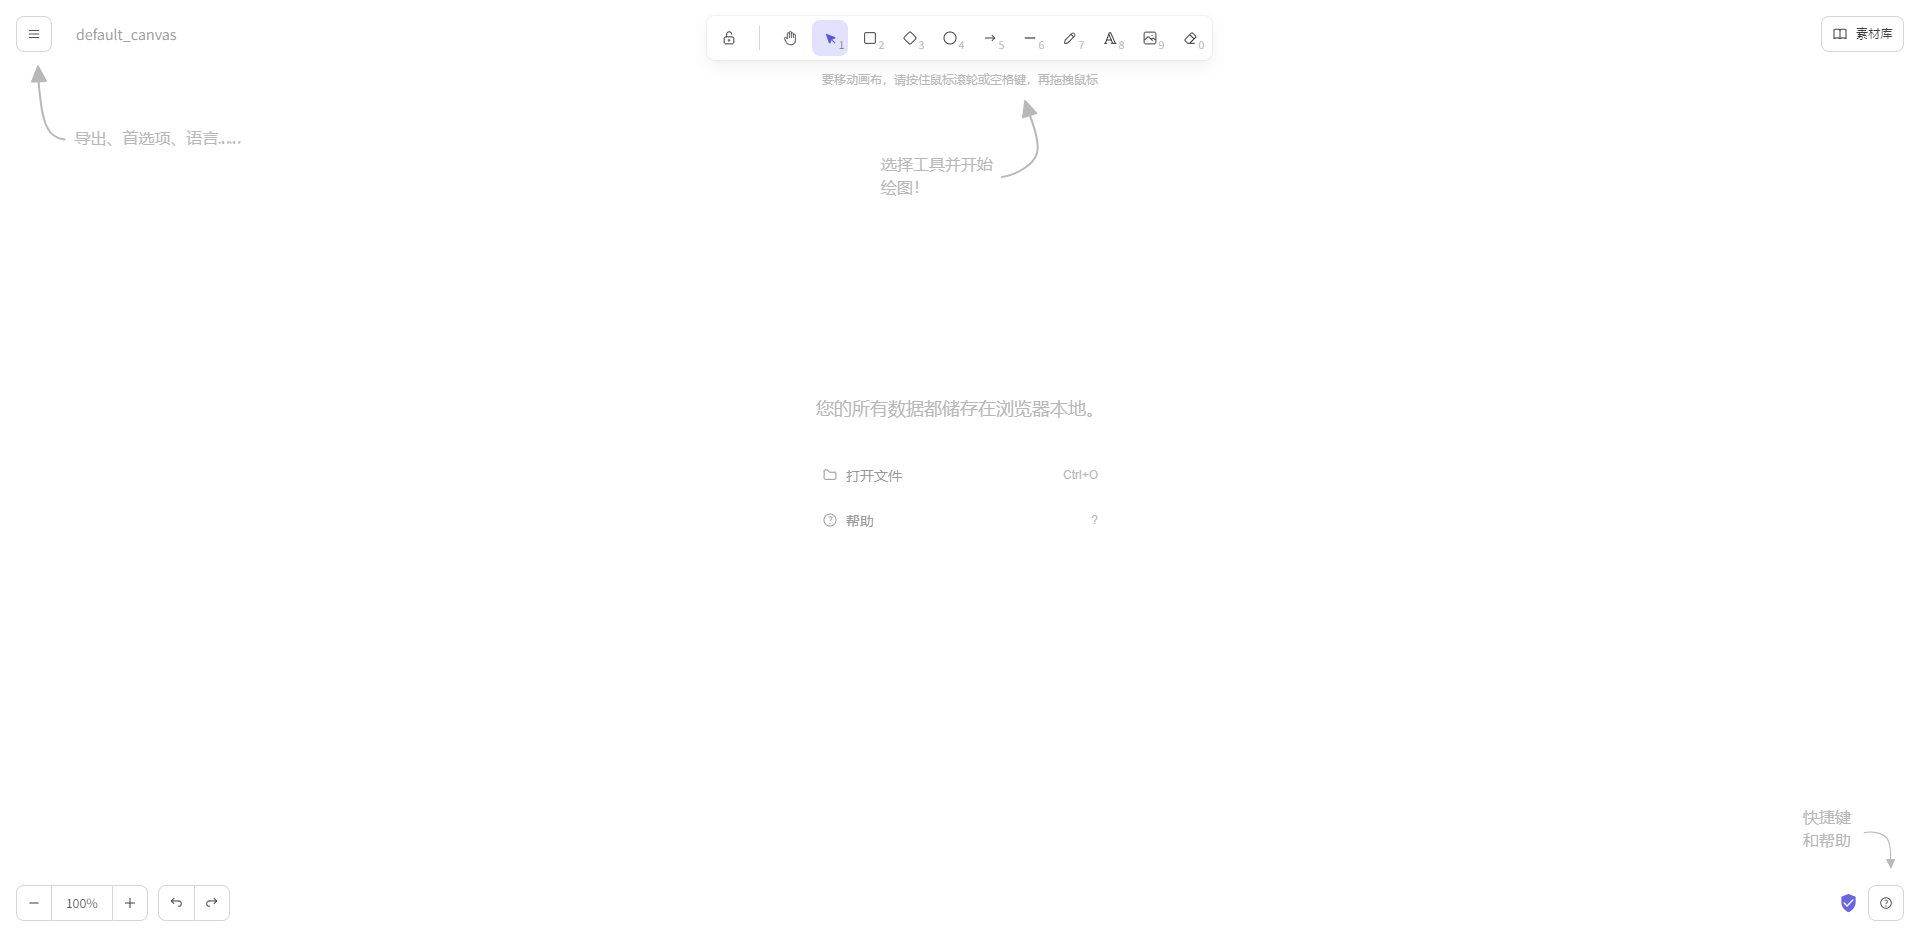 default_canvas
1
2
3
4
5
6
7
8
9
0
素材库
要移动画布，请按住鼠标滚轮或空格键，再拖拽鼠标
导出、首选项、语言……
选择工具并开始
绘图！
您的所有数据都储存在浏览器本地。
打开文件 Ctrl+O
帮助 ?
快捷键
和帮助
100%